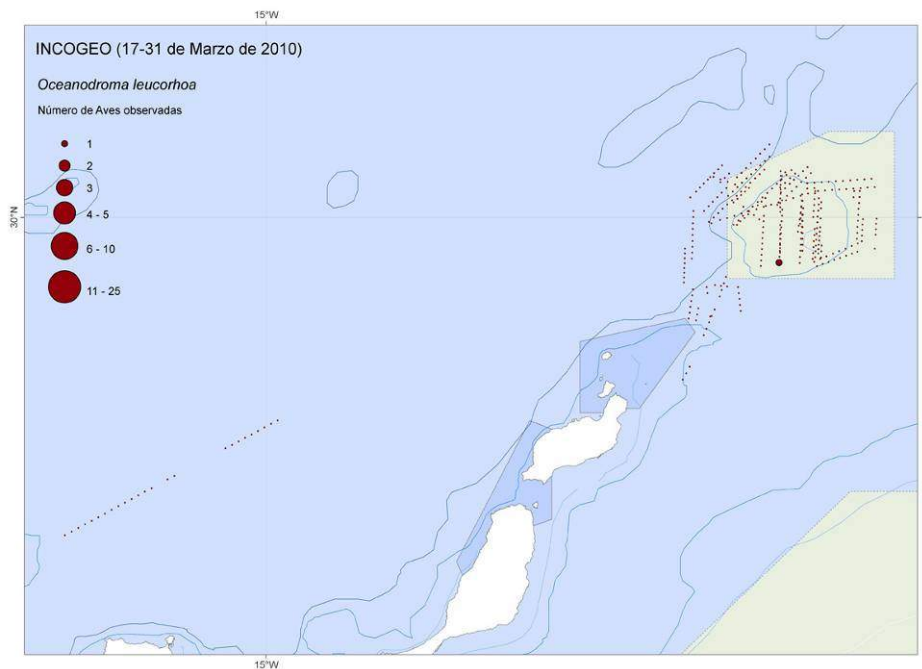 15°W
INCOGEO (17-31 de Marzo de 2010)
Oceanodroma leucorhoa
Número de Aves observadas
1
2
3
4 - 5
6 - 10
11 - 25
30°N
30°N
15°W